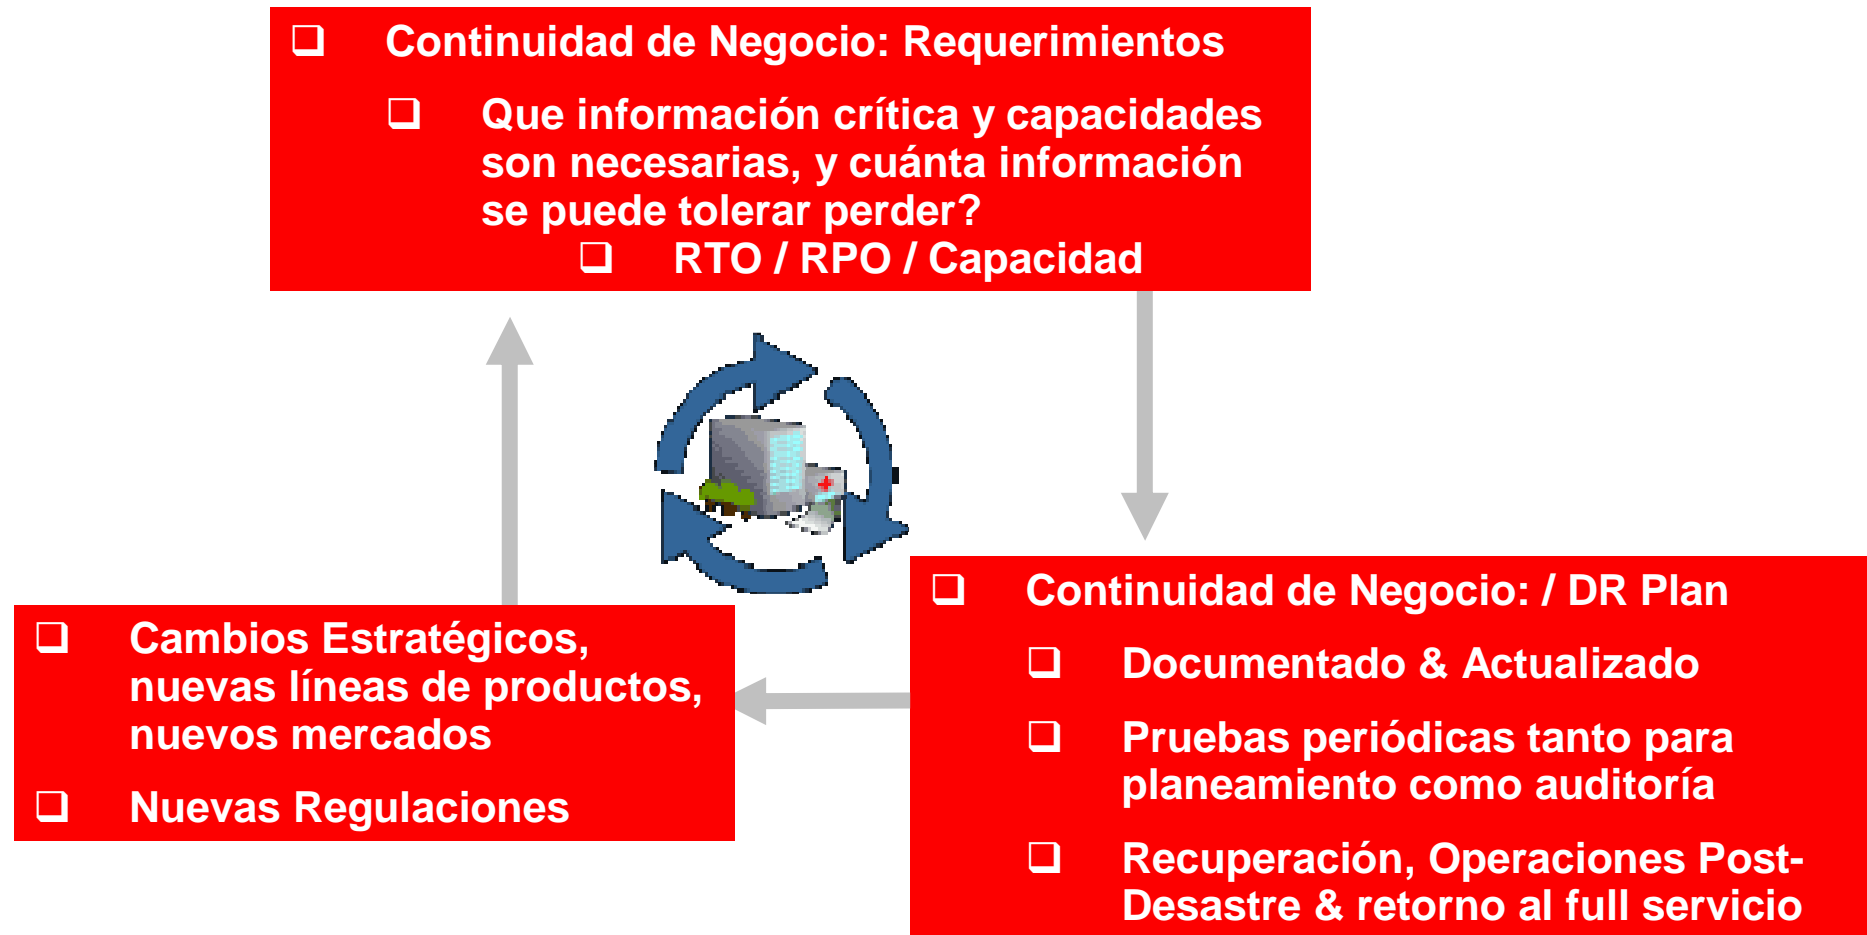 Continuidad de Negocio: Requerimientos
Que información crítica y capacidades
son necesarias, y cuánta información
se puede tolerar perder?
RTO / RPO / Capacidad
Cambios Estratégicos,
nuevas líneas de productos,
nuevos mercados
Nuevas Regulaciones
Continuidad de Negocio: / DR Plan
Documentado & Actualizado
Pruebas periódicas tanto para
planeamiento como auditoría
Recuperación, Operaciones Post-
Desastre & retorno al full servicio